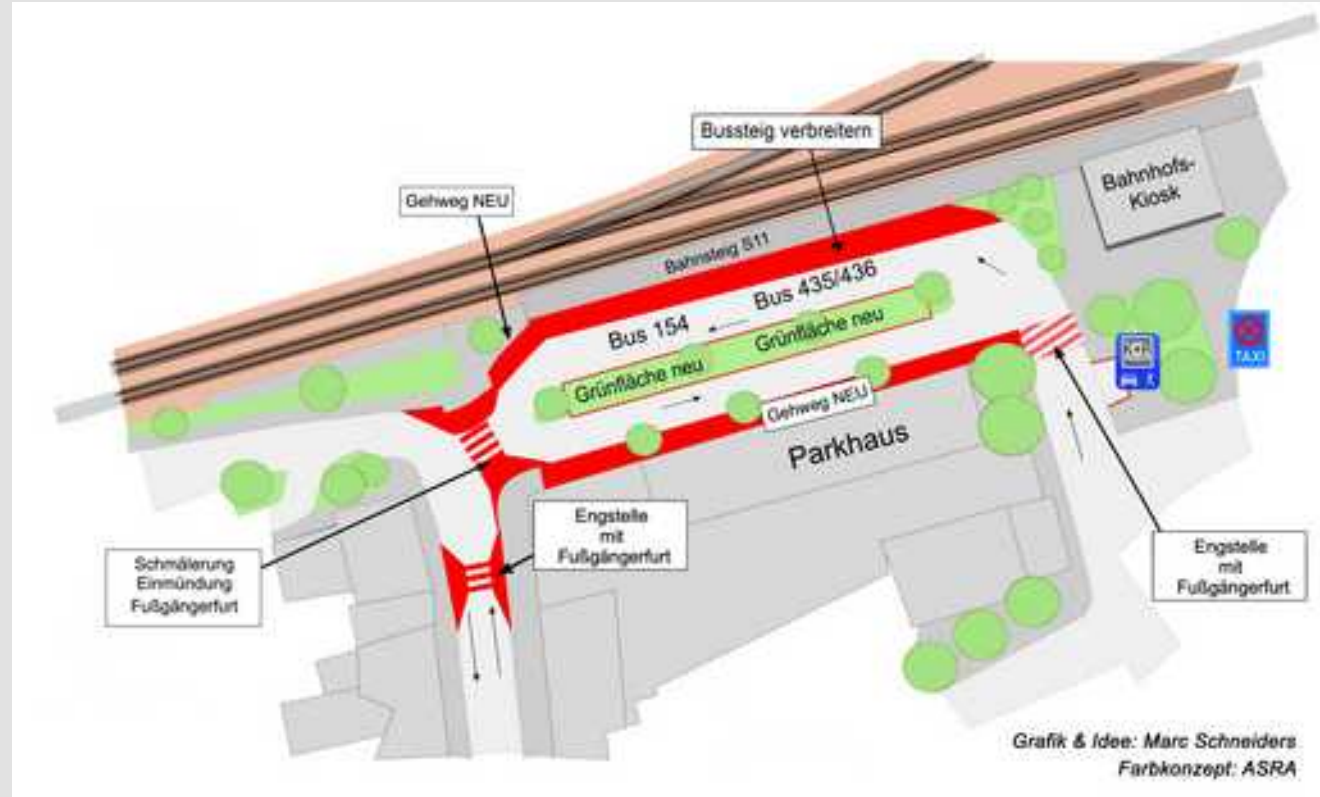 Bussteig verbreitern
Gehweg NEU
Bahnhofs-
Kiosk
Bahnsteig S11
Bus 435/436
Bus 154
Grünfläche neu
Grünfläche neu
K+R
TAXI
Gehweg NEU
Parkhaus
Engstelle
mit
Fußgängerfurt
Schmälerung
Einmündung
Fußgängerfurt
Engstelle
mit
Fußgängerfurt
Grafik & Idee: Marc Schneiders
Farbkonzept: ASRA